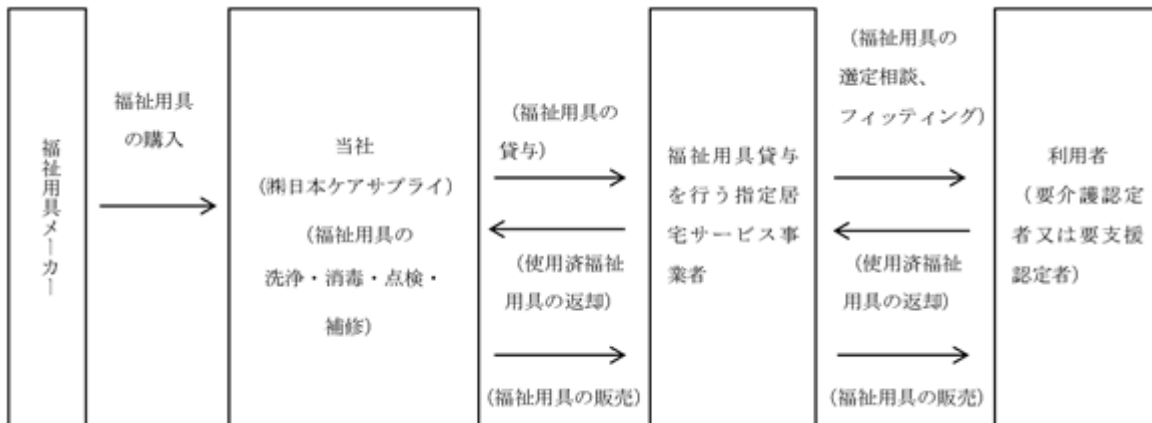 福祉用具メーカー
福祉用具
の購入
当社
(㈱日本ケアサプライ)
(福祉用具の
洗浄・消毒・点検・
補修)
(福祉用具の
貸与)
(使用済福祉
用具の返却)
(福祉用具の販売)
福祉用具貸与
を行う指定居
宅サービス事
業者
(福祉用具の
選定相談、
フィッティング)
(使用済福祉
用具の返却)
(福祉用具の販売)
利用者
(要介護認定
者又は要支援
認定者)